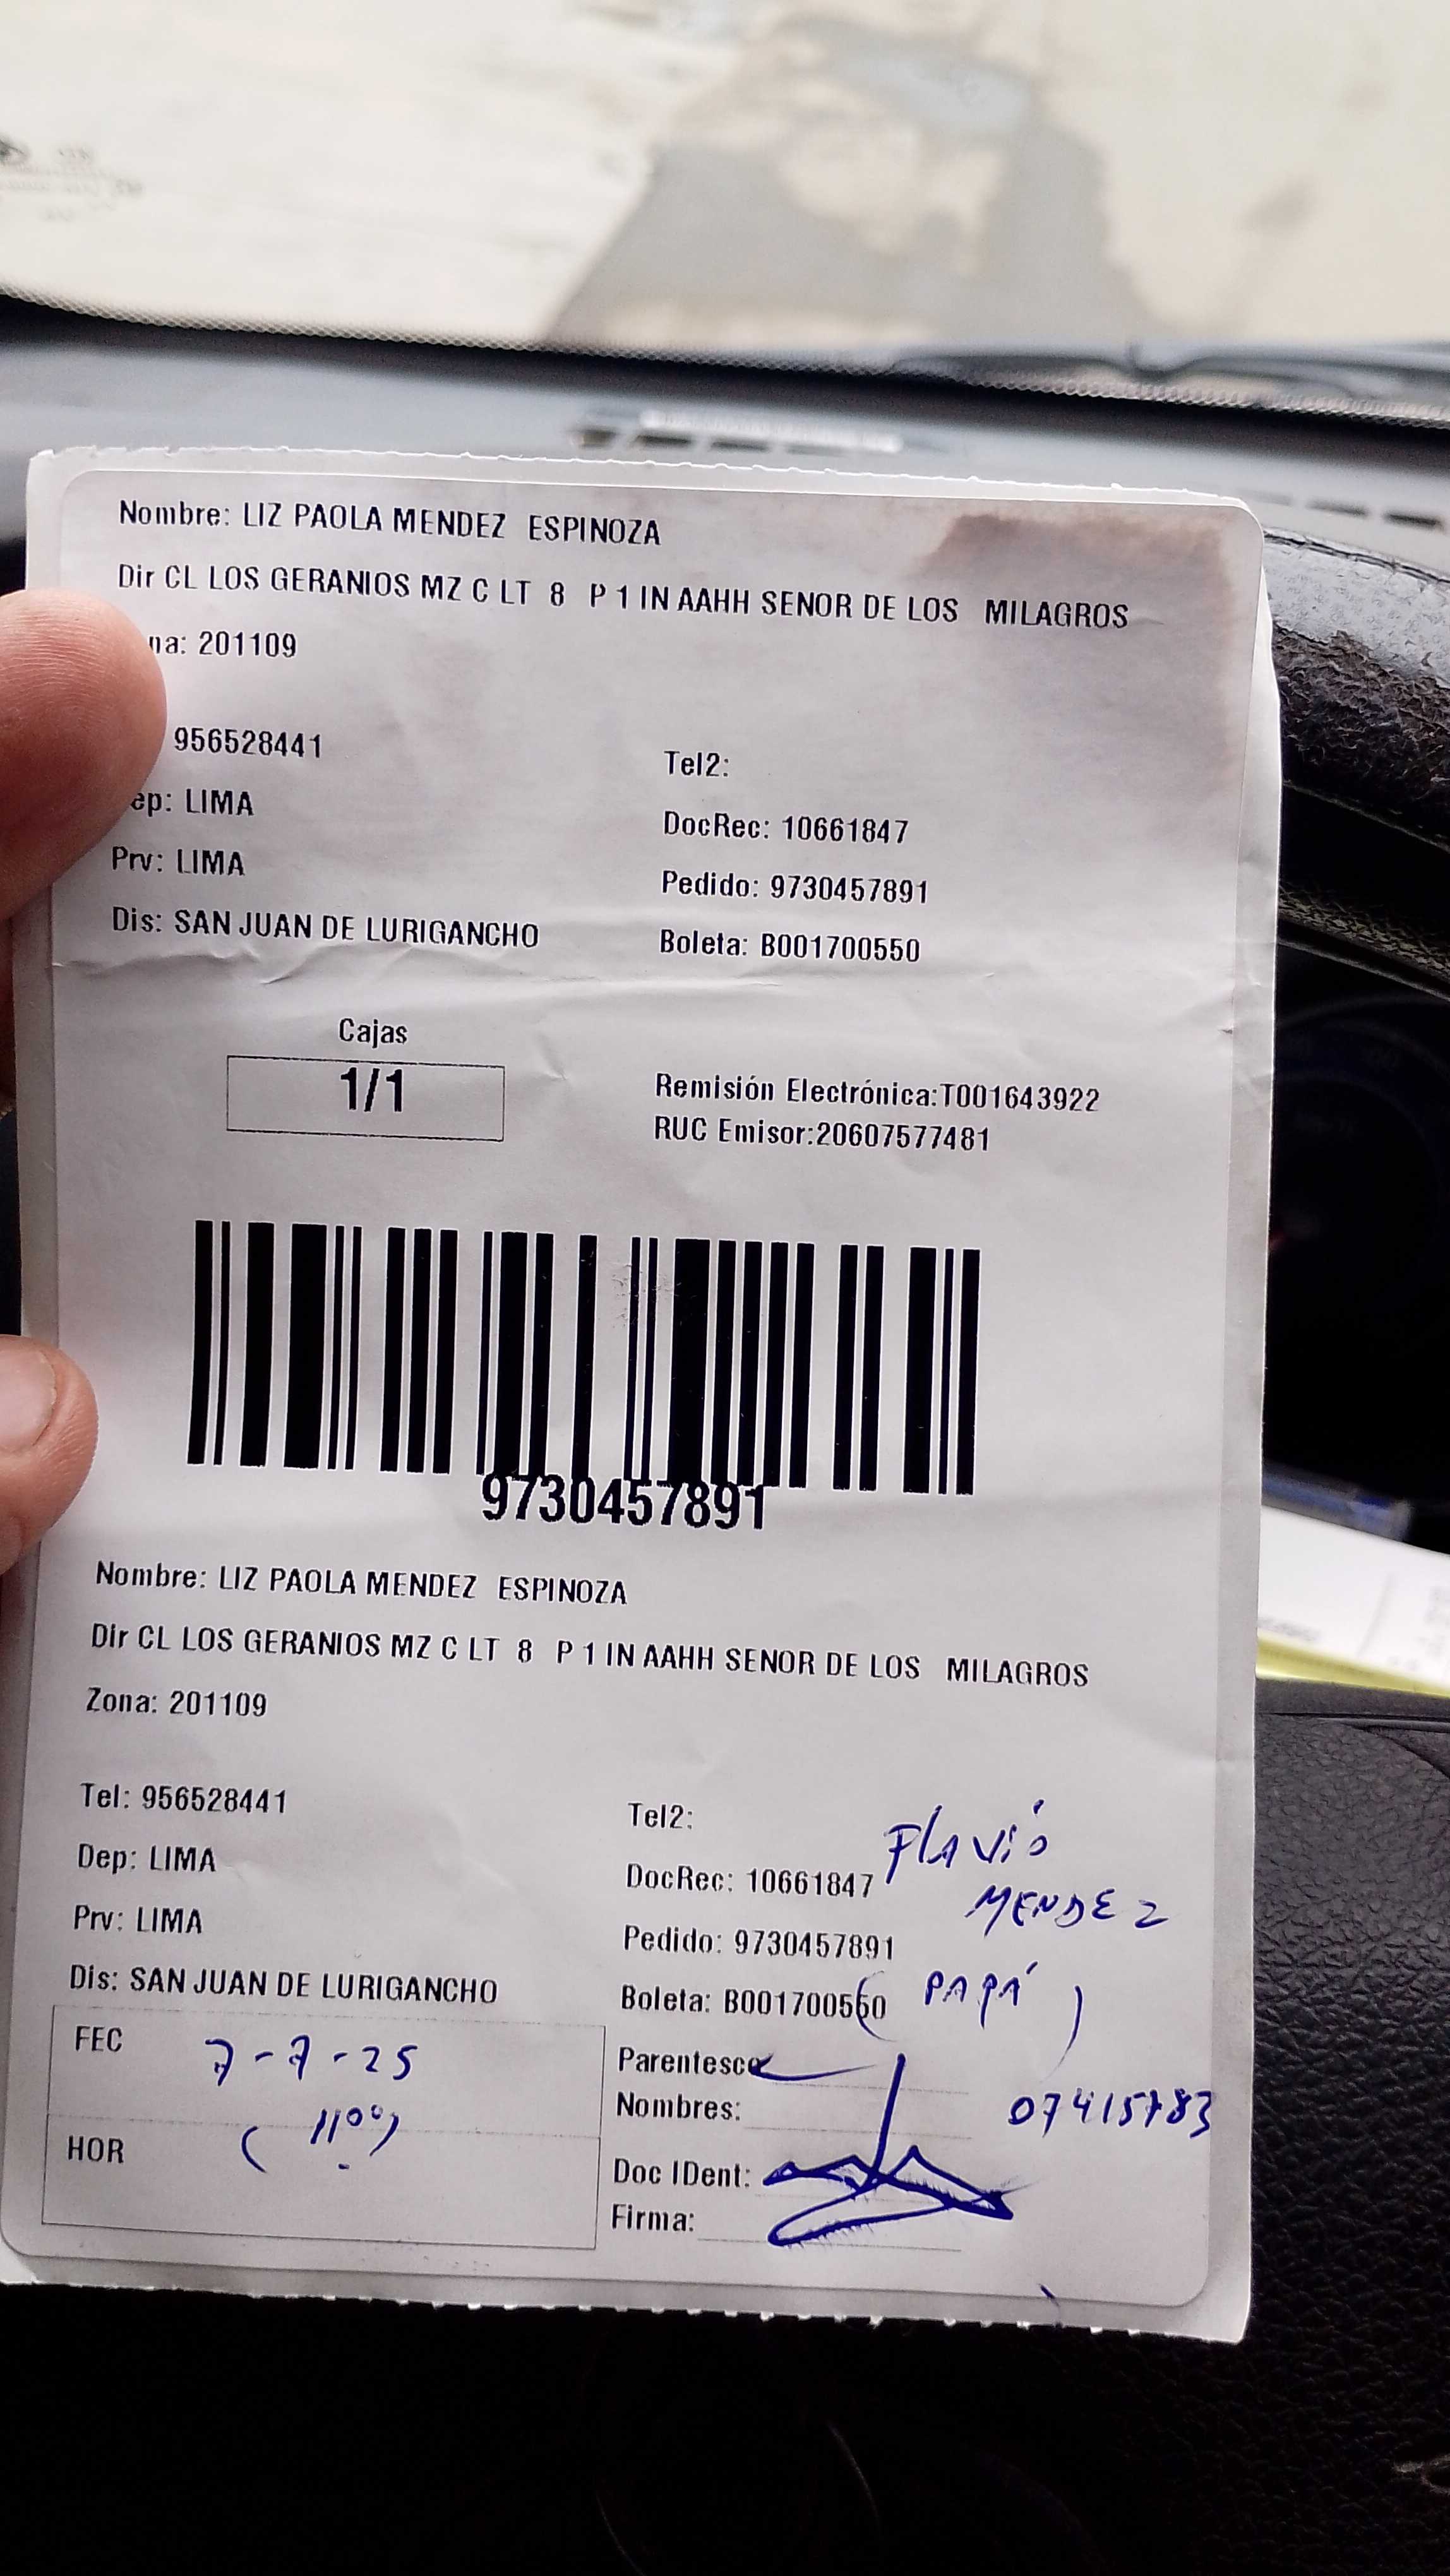 Nombre: LIZ PAOLA MENDEZ ESPINOZA
Dir CL LOS GERANIOS MZ C LT 8 P 1 IN AAHH SENOR DE LOS MILAGROS
na: 201109
956528441
Tel2:
ep: LIMA
DocRec: 10661847
Prv: LIMA
Pedido: 9730457891
Dis: SAN JUAN DE LURIGANCHO
Boleta: B001700550
Cajas
1/1
Remisión Electrónica:T001643922
RUC Emisor:20607577481
9730457891
Nombre: LIZ PAOLA MENDEZ ESPINOZA
Dir CL LOS GERANIOS MZ C LT 8 P 1 IN AAHH SENOR DE LOS MILAGROS
Zona: 201109
Tel: 956528441
Tel2:
Flavio
Dep: LIMA
DocRec: 10661847
MENDEZ
Prv: LIMA
Pedido: 9730457891
Dis: SAN JUAN DE LURIGANCHO
Boleta: B001700550
(PAPÁ)
FEC
7-7-25
Parentesco
Nombres:
07415783
HOR
(11⁰⁰)
Doc IDent:
Firma: